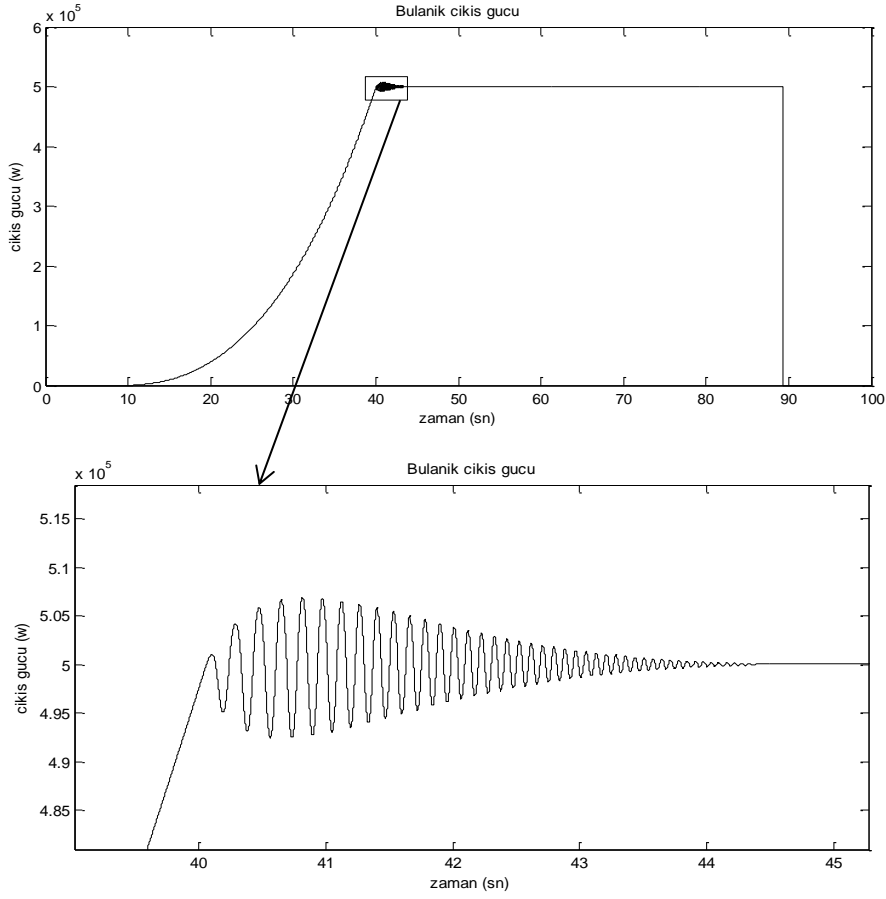 Bulanik cikis gucu
x 10^5
6
5
4
3
2
1
0
cikis gucu (w)
0 10 20 30 40 50 60 70 80 90 100
zaman (sn)
Bulanik cikis gucu
x 10^5
5.15
5.1
5.05
5
4.95
4.9
4.85
cikis gucu (w)
40 41 42 43 44 45
zaman (sn)